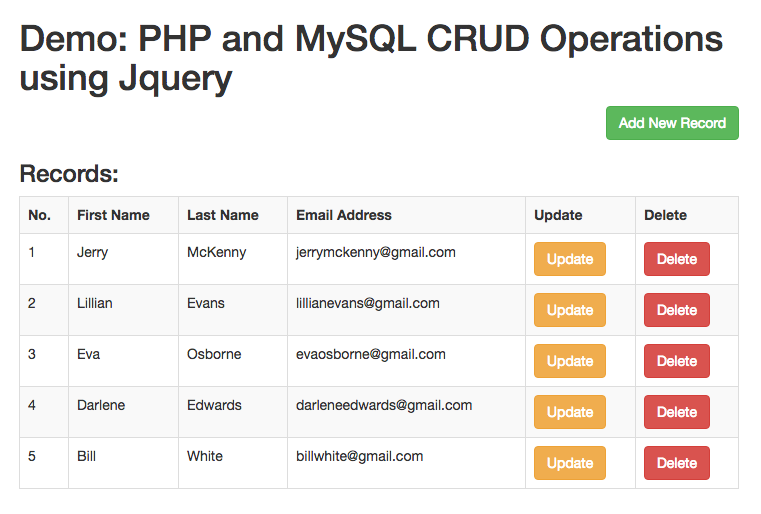 Demo: PHP and MySQL CRUD Operations
using Jquery
Add New Record
Records:
No. First Name Last Name Email Address Update Delete
1 Jerry McKenny jerrymckenny@gmail.com Update Delete
2 Lillian Evans lillianevans@gmail.com Update Delete
3 Eva Osborne evaosborne@gmail.com Update Delete
4 Darlene Edwards darleneedwards@gmail.com Update Delete
5 Bill White billwhite@gmail.com Update Delete